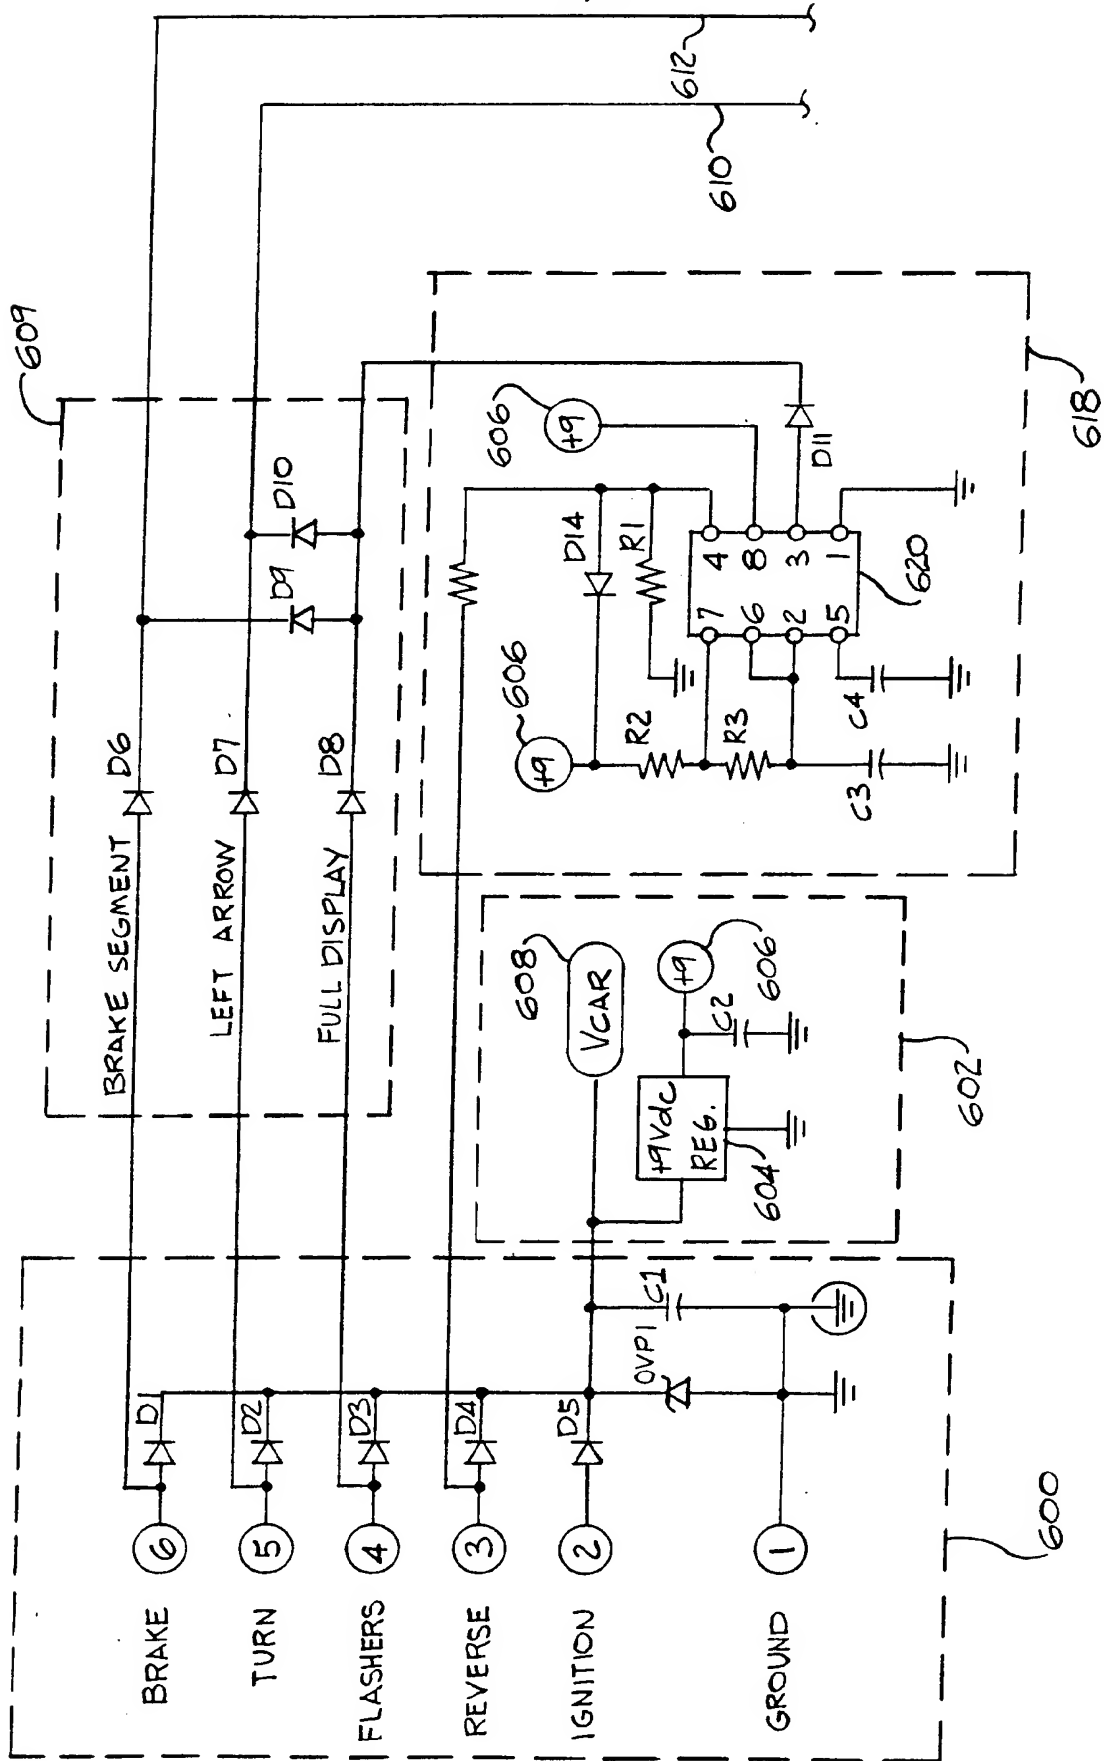 612
610
609
BRAKE SEGMENT
D6
LEFT ARROW
D7
FULL DISPLAY
D8
D9
D10
606
+9
606
+9
D14
R1
R2
R3
7
6
2
5
4
8
3
1
D11
620
C3
C4
618
608
VCAR
+9
606
C2
+9Vdc
REG.
604
602
BRAKE
6
D1
TURN
5
D2
FLASHERS
4
D3
REVERSE
3
D4
IGNITION
2
D5
OVP1
C1
GROUND
1
600